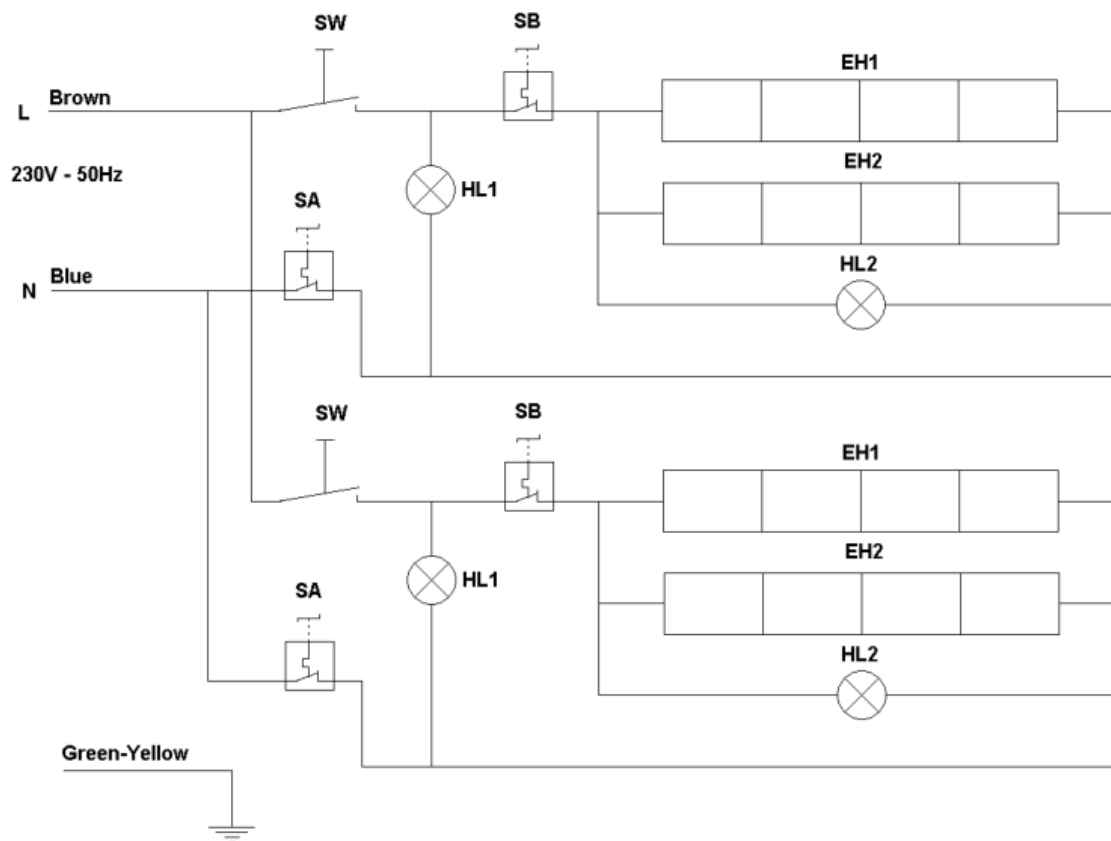 SW
SB
EH1
Brown
L
EH2
230V - 50Hz
HL1
SA
HL2
Blue
N
SW
SB
EH1
EH2
HL1
SA
HL2
Green-Yellow